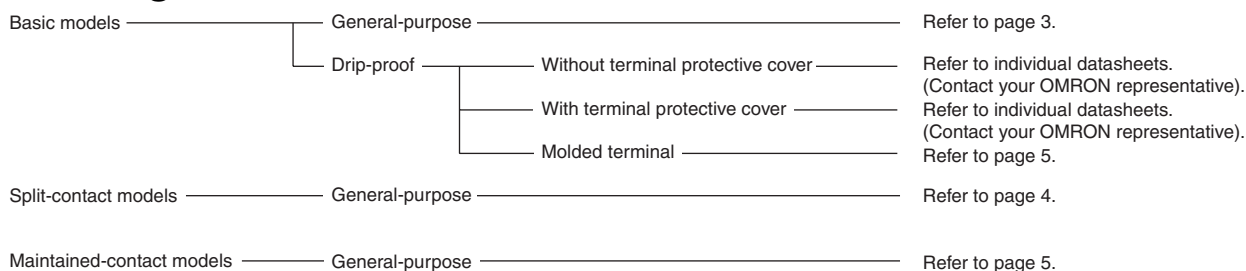 Basic models General-purpose Refer to page 3.
Drip-proof Without terminal protective cover Refer to individual datasheets.
(Contact your OMRON representative).
With terminal protective cover Refer to individual datasheets.
(Contact your OMRON representative).
Molded terminal Refer to page 5.
Split-contact models General-purpose Refer to page 4.
Maintained-contact models General-purpose Refer to page 5.